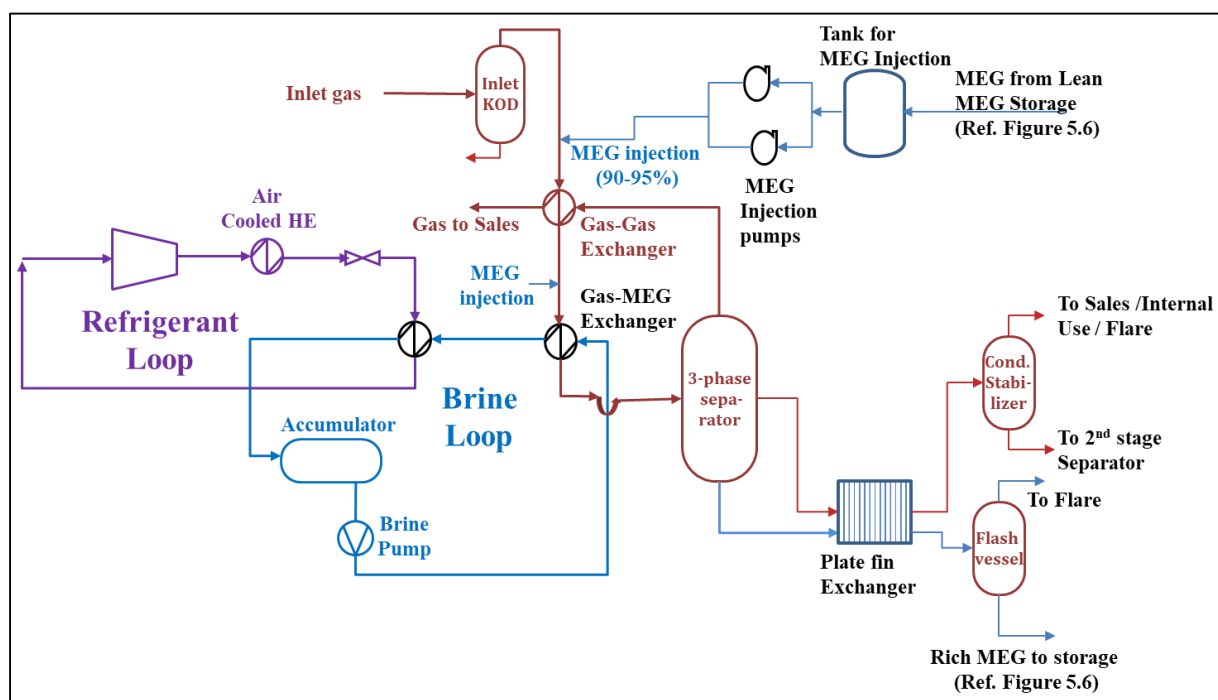 Tank for
MEG Injection
MEG from Lean
MEG Storage
(Ref. Figure 5.6)
Inlet gas
Inlet
KOD
MEG injection
(90-95%)
MEG
Injection
pumps
Air
Cooled HE
Gas to Sales
Gas-Gas
Exchanger
MEG
injection
Gas-MEG
Exchanger
Refrigerant
Loop
Brine
Loop
Accumulator
Brine
Pump
3-phase
sepa-
rator
To Sales /Internal
Use / Flare
Cond.
Stabi-
lizer
To 2nd stage
Separator
To Flare
Plate fin
Exchanger
Flash
vessel
Rich MEG to storage
(Ref. Figure 5.6)